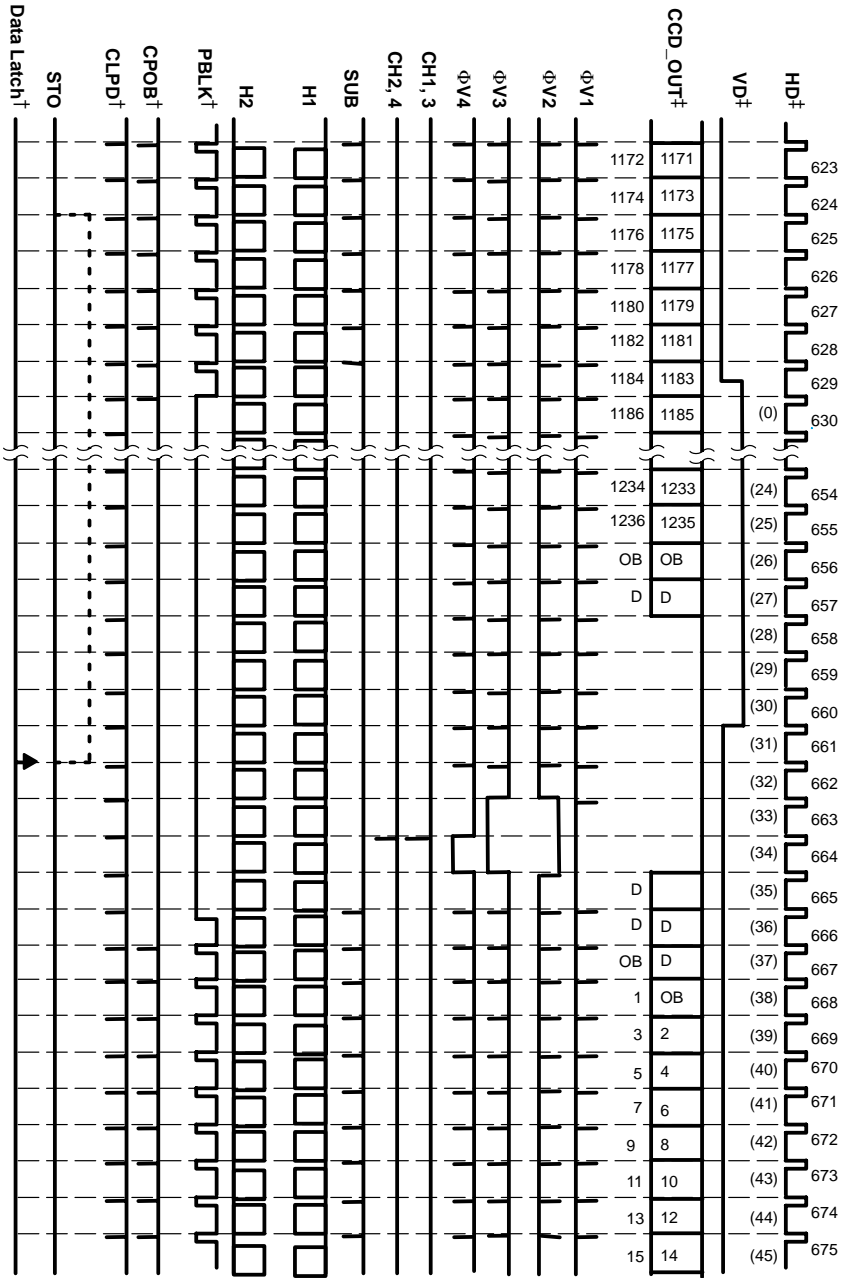 HD‡
VD‡
CCD_OUT‡
ΦV1
ΦV2
ΦV3
ΦV4
CH1, 3
CH2, 4
SUB
H1
H2
PBLK†
CPOB†
CLPD†
STO
Data Latch†
1172 1171 623
1174 1173 624
1176 1175 625
1178 1177 626
1180 1179 627
1182 1181 628
1184 1183 629
1186 1185 (0) 630
1234 1233 (24) 654
1236 1235 (25) 655
OB OB (26) 656
D D (27) 657
(28) 658
(29) 659
(30) 660
(31) 661
(32) 662
(33) 663
(34) 664
D (35) 665
D D (36) 666
OB D (37) 667
1 OB (38) 668
3 2 (39) 669
5 4 (40) 670
7 6 (41) 671
9 8 (42) 672
11 10 (43) 673
13 12 (44) 674
15 14 (45) 675